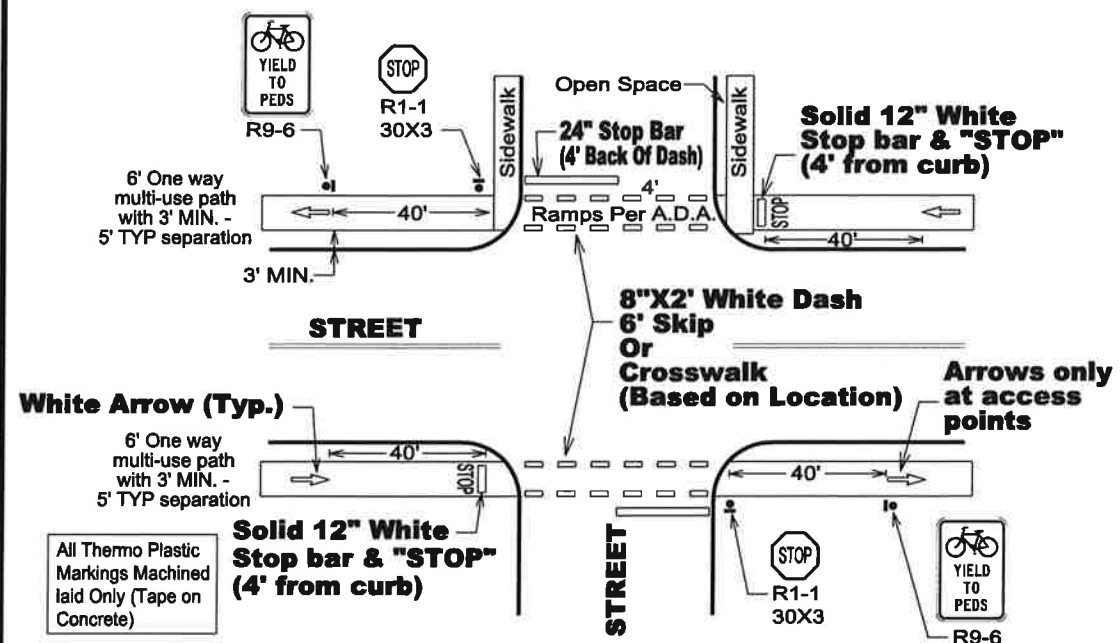 YIELD
TO
PEDS
R9-6
STOP
R1-1
30X3
Sidewalk
Open Space
24" Stop Bar
(4' Back Of Dash)
Sidewalk
Solid 12" White
Stop bar & "STOP"
(4' from curb)
6' One way
multi-use path
with 3' MIN. -
5' TYP separation
40'
4'
Ramps Per A.D.A.
STOP
40'
3' MIN.
STREET
8"X2' White Dash
6' Skip
Or
Crosswalk
(Based on Location)
Arrows only
at access
points
White Arrow (Typ.)
6' One way
multi-use path
with 3' MIN. -
5' TYP separation
40'
STOP
40'
Solid 12" White
Stop bar & "STOP"
(4' from curb)
All Thermo Plastic
Markings Machined
laid Only (Tape on
Concrete)
STREET
STOP
R1-1
30X3
YIELD
TO
PEDS
R9-6